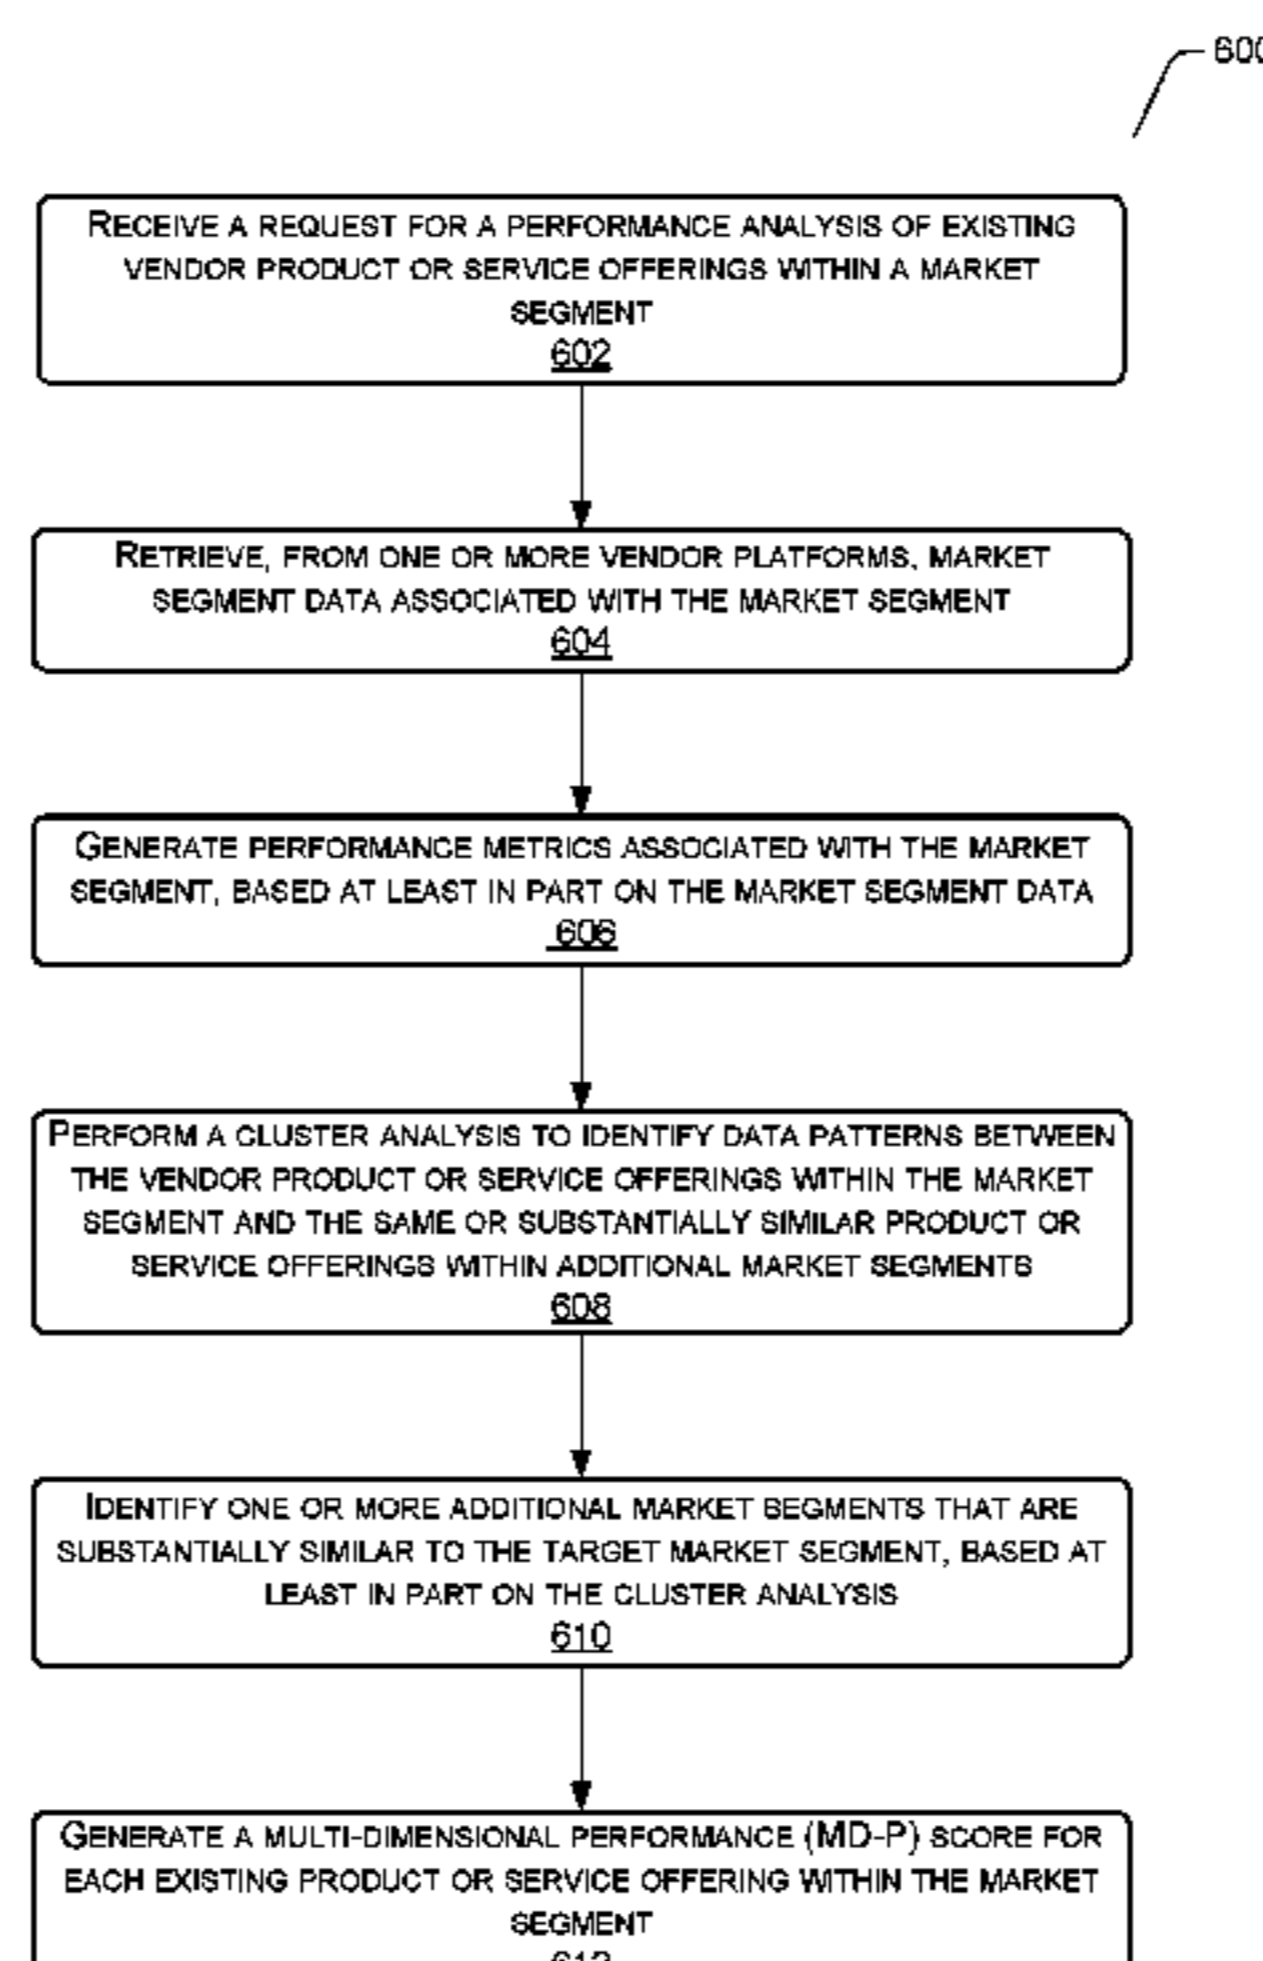 RECEIVE A REQUEST FOR A PERFORMANCE ANALYSIS OF EXISTING
VENDOR PRODUCT OR SERVICE OFFERINGS WITHIN A MARKET
SEGMENT
602
RETRIEVE, FROM ONE OR MORE VENDOR PLATFORMS, MARKET
SEGMENT DATA ASSOCIATED WITH THE MARKET SEGMENT
604
GENERATE PERFORMANCE METRICS ASSOCIATED WITH THE MARKET
SEGMENT, BASED AT LEAST IN PART ON THE MARKET SEGMENT DATA
606
PERFORM A CLUSTER ANALYSIS TO IDENTIFY DATA PATTERNS BETWEEN
THE VENDOR PRODUCT OR SERVICE OFFERINGS WITHIN THE MARKET
SEGMENT AND THE SAME OR SUBSTANTIALLY SIMILAR PRODUCT OR
SERVICE OFFERINGS WITHIN ADDITIONAL MARKET SEGMENTS
608
IDENTIFY ONE OR MORE ADDITIONAL MARKET SEGMENTS THAT ARE
SUBSTANTIALLY SIMILAR TO THE TARGET MARKET SEGMENT, BASED AT
LEAST IN PART ON THE CLUSTER ANALYSIS
610
GENERATE A MULTI-DIMENSIONAL PERFORMANCE (MD-P) SCORE FOR
EACH EXISTING PRODUCT OR SERVICE OFFERING WITHIN THE MARKET
SEGMENT